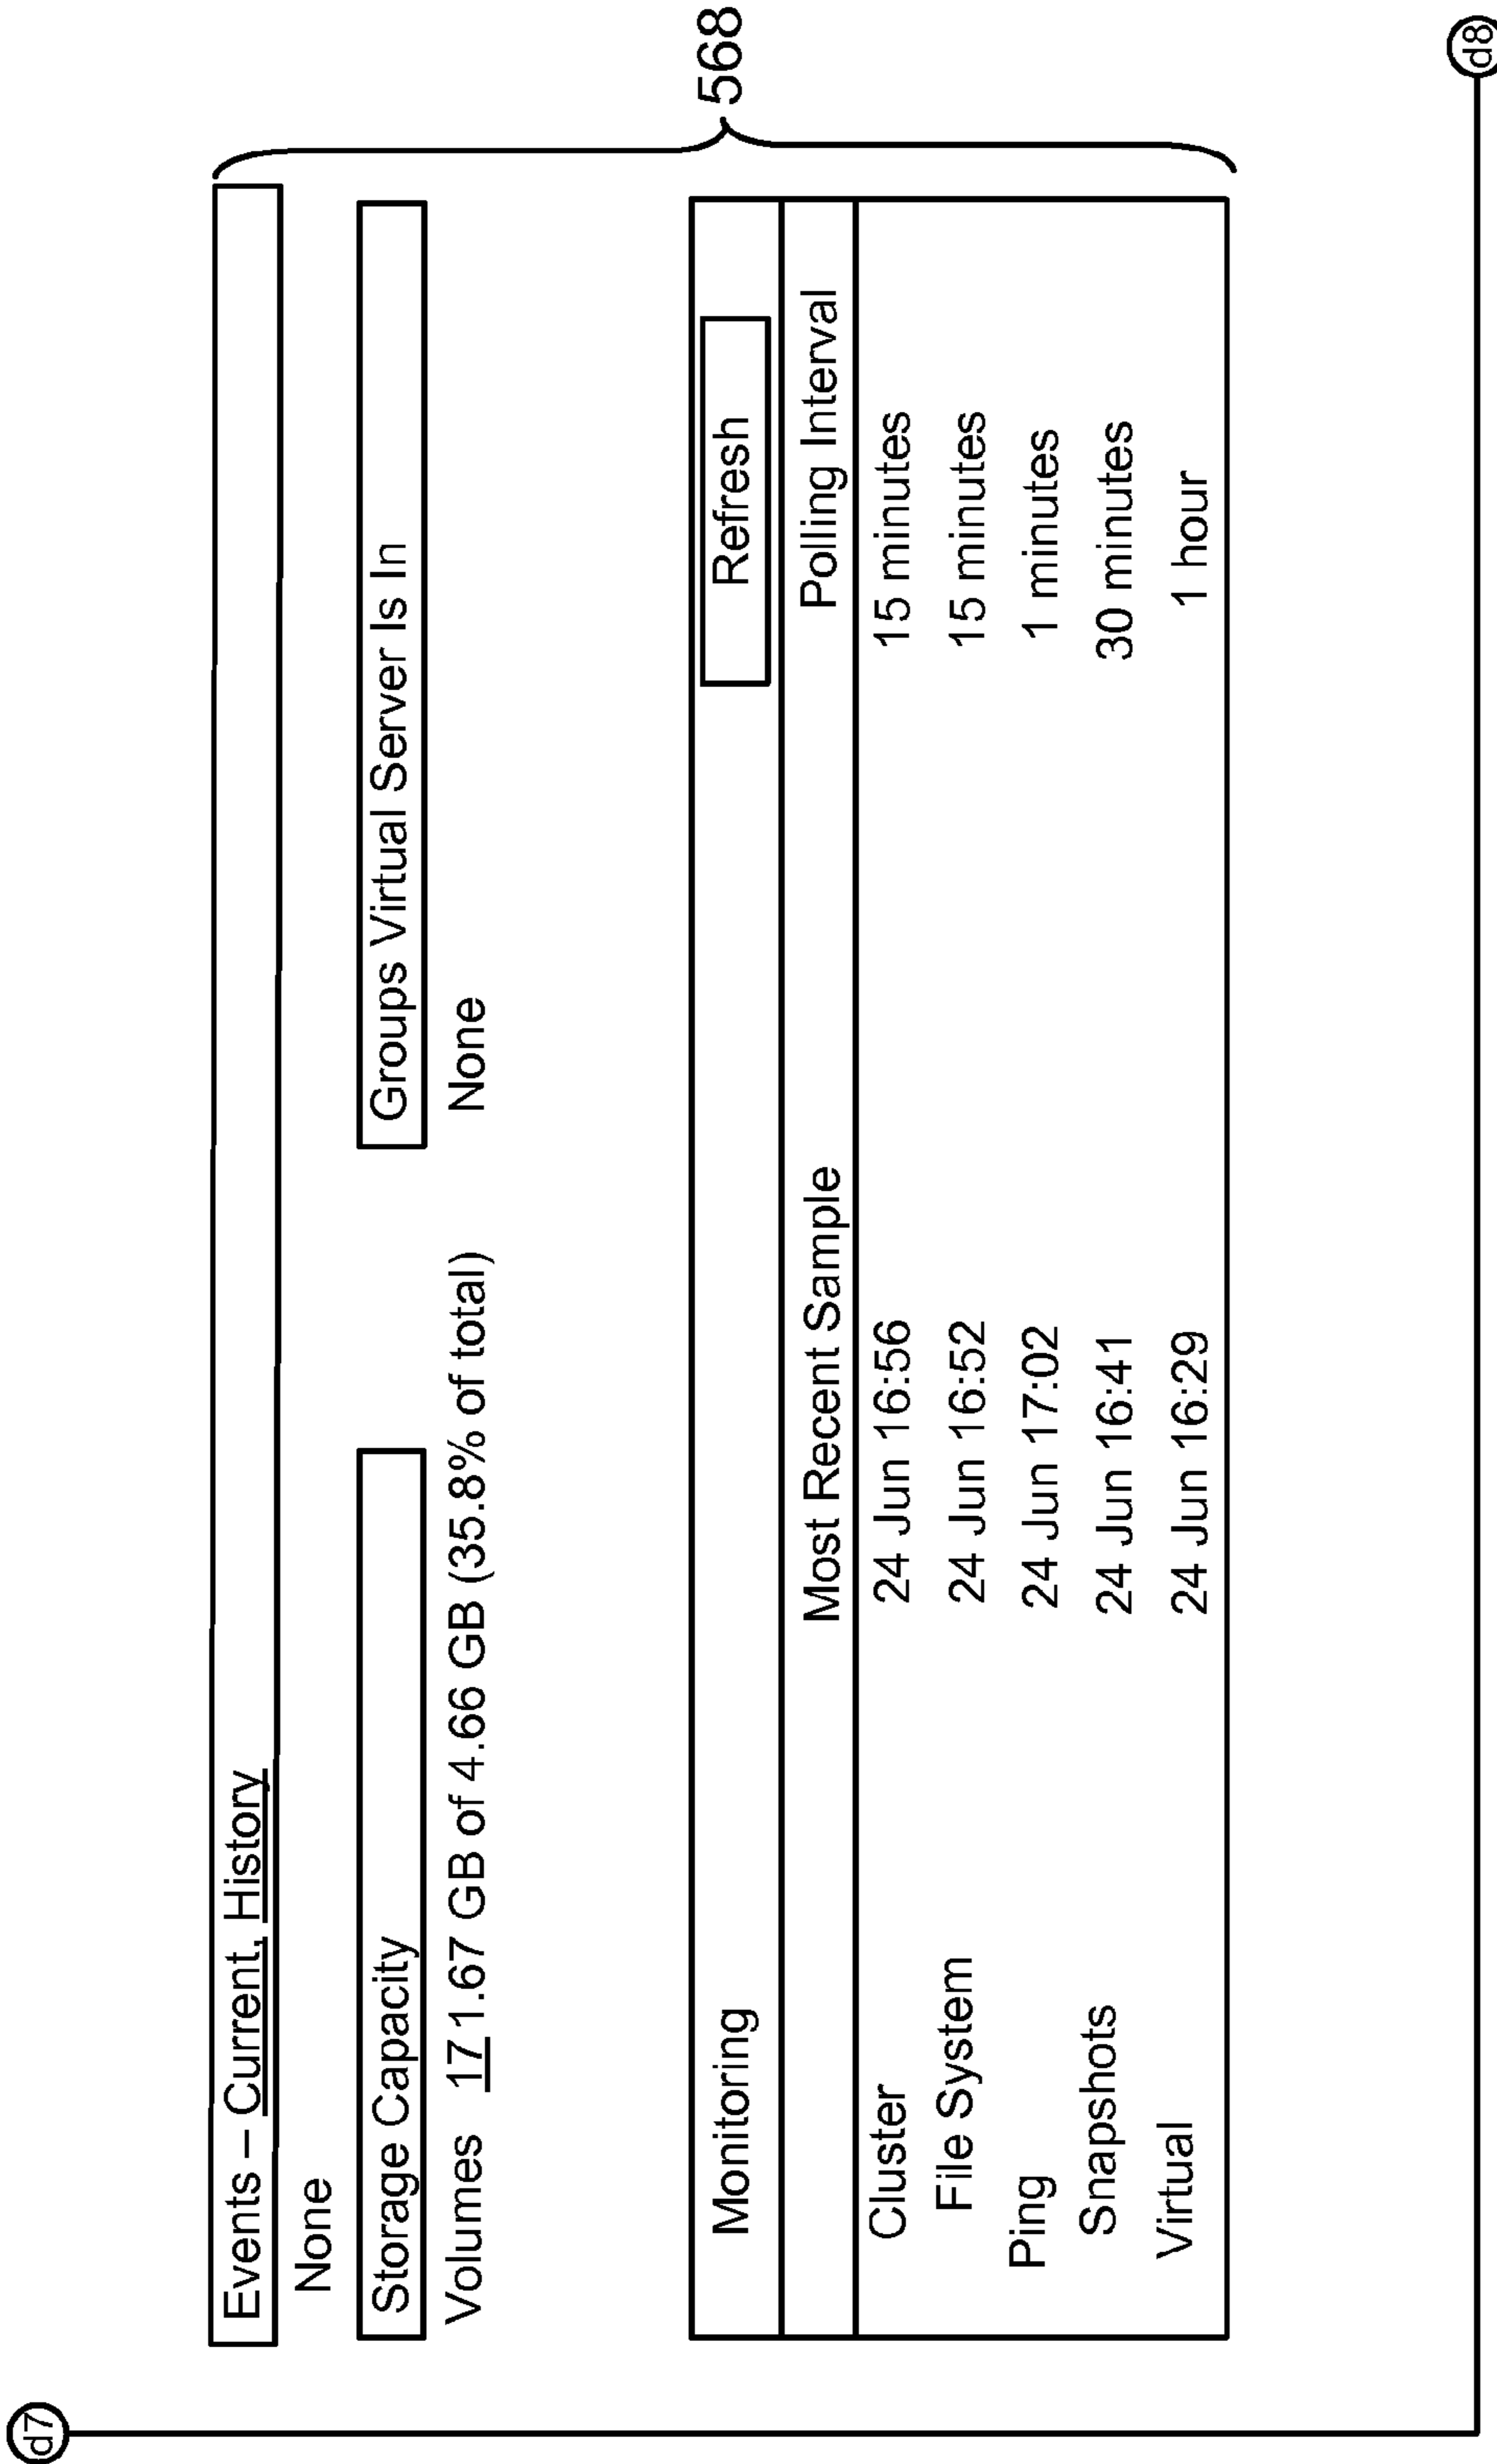 d7
Events – Current, History
None
Storage Capacity
Groups Virtual Server Is In
Volumes 17 1.67 GB of 4.66 GB (35.8% of total)
None
Monitoring
Refresh
Most Recent Sample
Polling Interval
Cluster 24 Jun 16:56 15 minutes
File System 24 Jun 16:52 15 minutes
Ping 24 Jun 17:02 1 minutes
Snapshots 24 Jun 16:41 30 minutes
Virtual 24 Jun 16:29 1 hour
568
d8